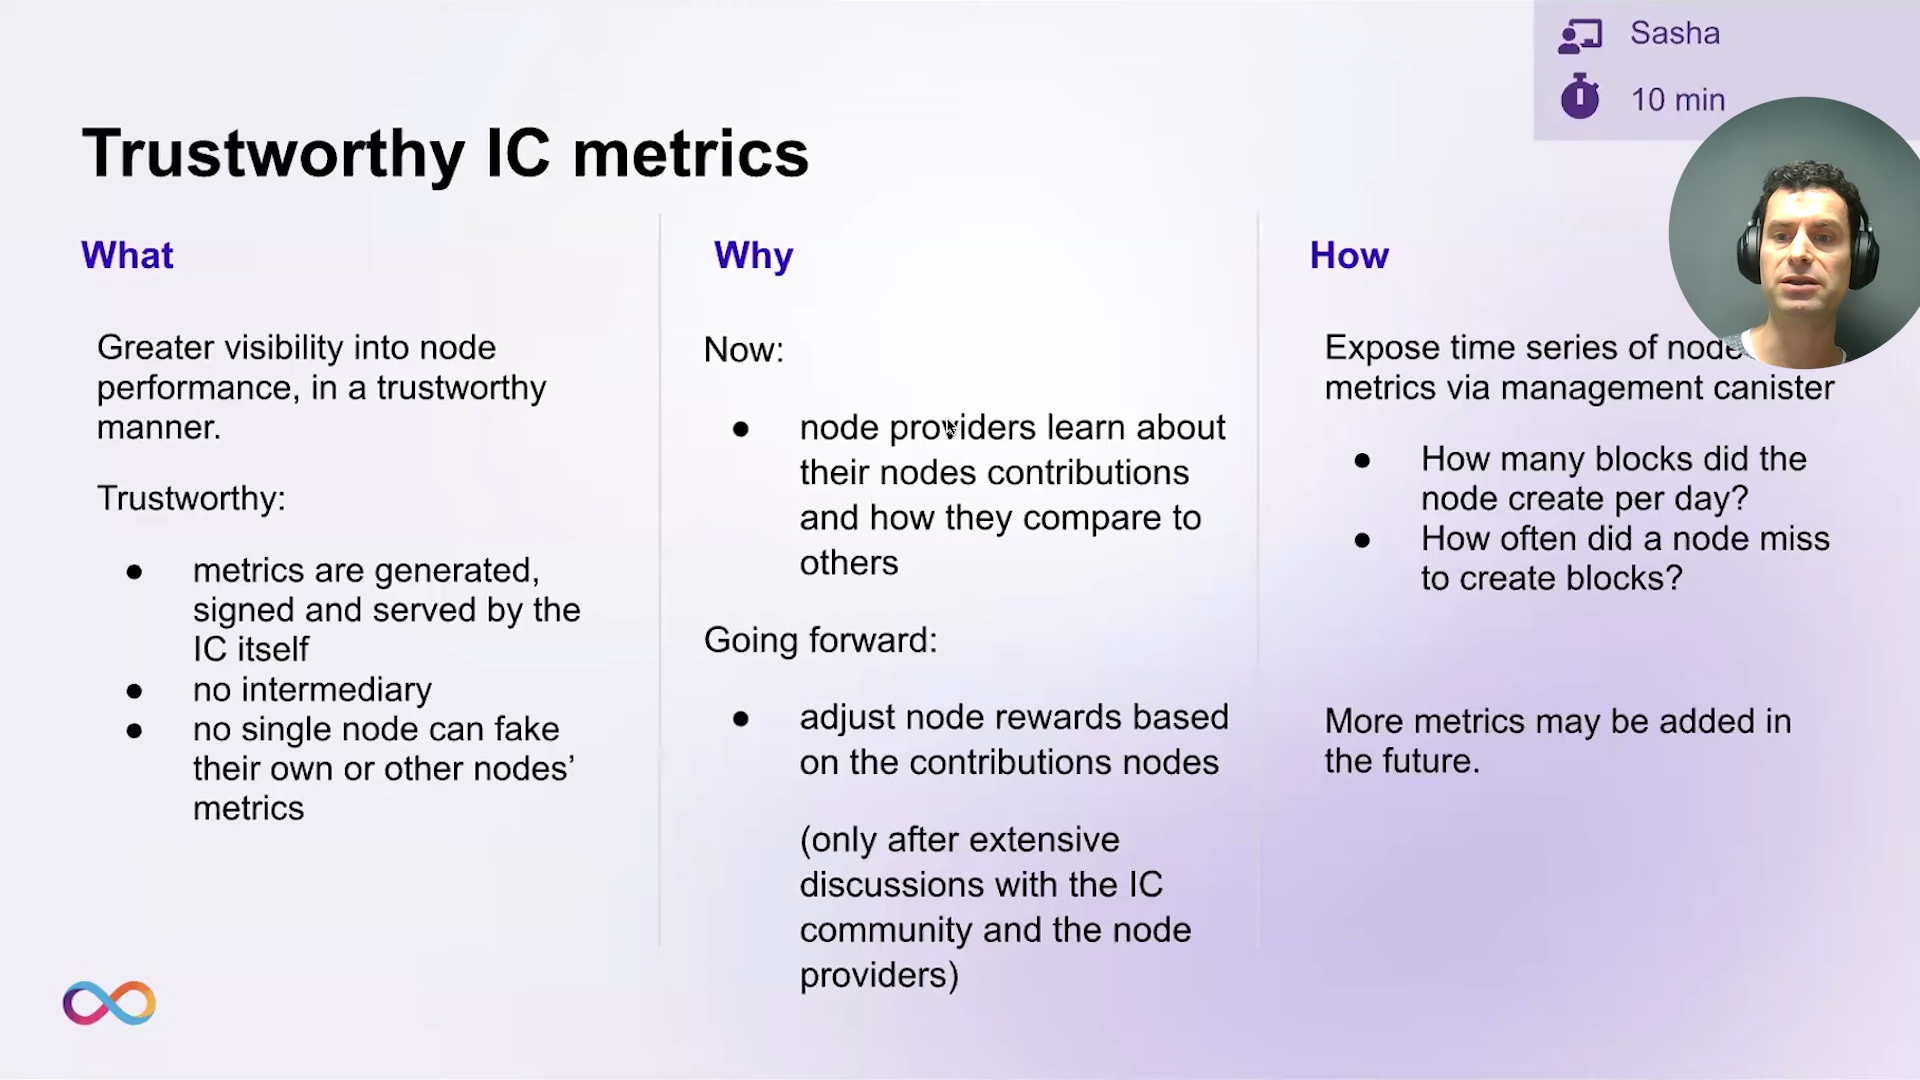 Sasha
10 min
Trustworthy IC metrics
What
Greater visibility into node
performance, in a trustworthy
manner.
Trustworthy:
● metrics are generated,
signed and served by the
IC itself
● no intermediary
● no single node can fake
their own or other nodes’
metrics
Why
Now:
● node providers learn about
their nodes contributions
and how they compare to
others
Going forward:
● adjust node rewards based
on the contributions nodes
(only after extensive
discussions with the IC
community and the node
providers)
How
Expose time series of node
metrics via management canister
● How many blocks did the
node create per day?
● How often did a node miss
to create blocks?
More metrics may be added in
the future.